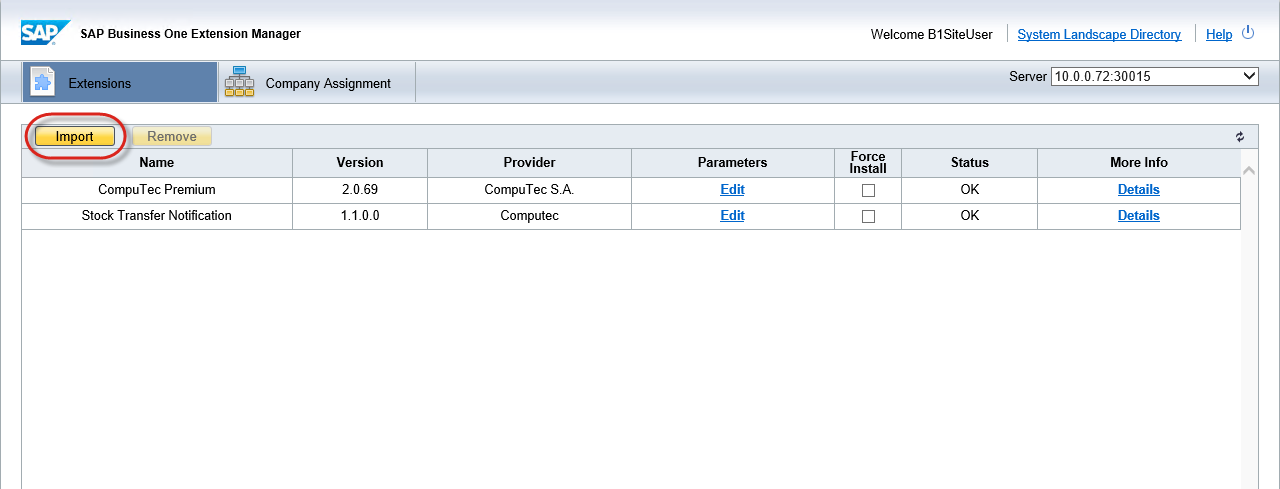 SAP SAP Business One Extension Manager Welcome B1SiteUser System Landscape Directory Help
Extensions Company Assignment Server 10.0.0.72:30015
Import Remove
Name Version Provider Parameters Force Install Status More Info
CompuTec Premium 2.0.69 CompuTec S.A. Edit OK Details
Stock Transfer Notification 1.1.0.0 Computec Edit OK Details